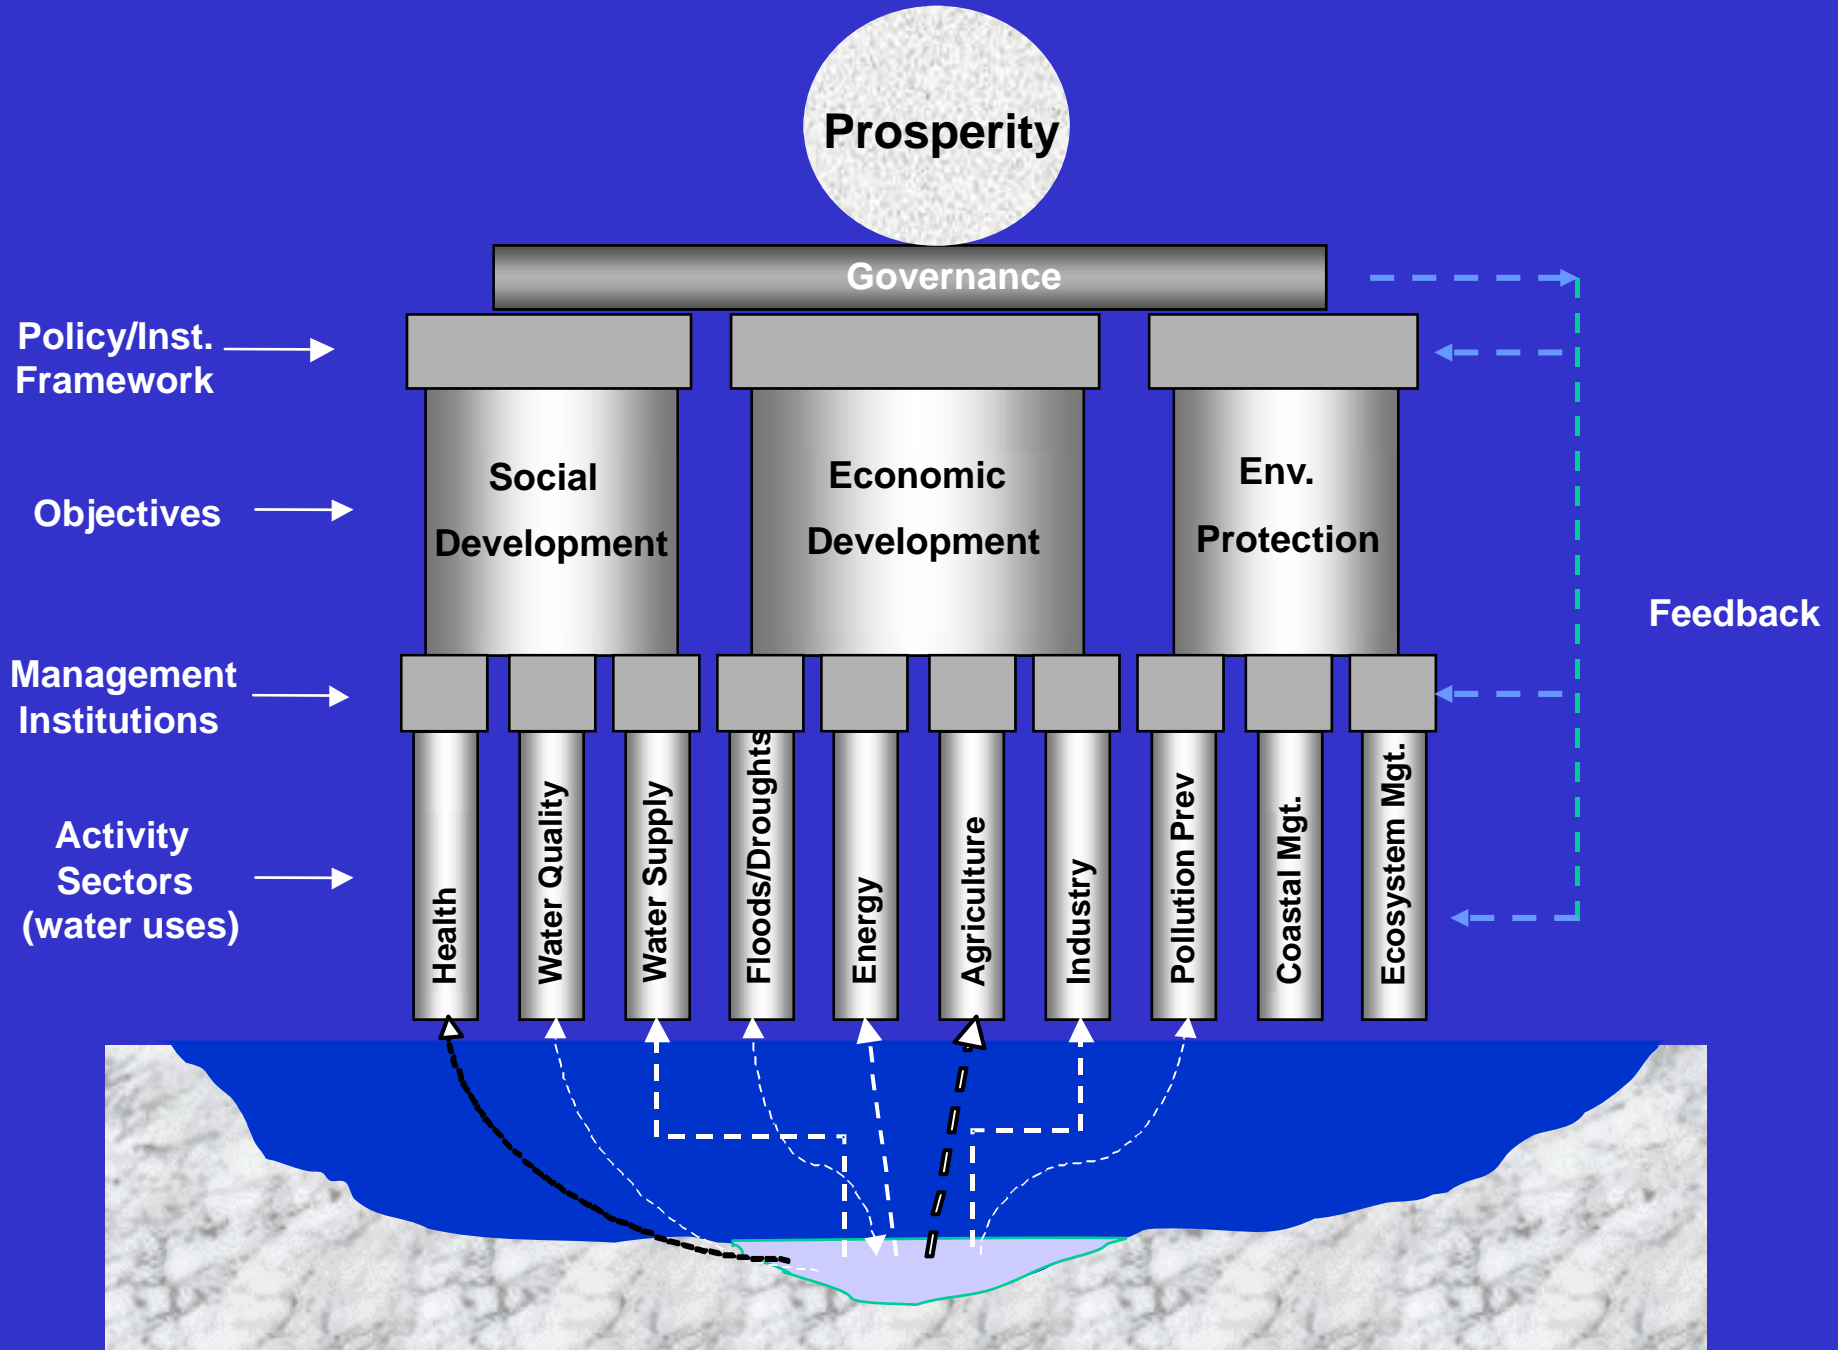 Prosperity
Governance
Policy/Inst.
Framework
Social
Development
Economic
Development
Env.
Protection
Objectives
Feedback
Management
Institutions
Activity
Sectors
(water uses)
Health
Water Quality
Water Supply
Floods/Droughts
Energy
Agriculture
Industry
Pollution Prev
Coastal Mgt.
Ecosystem Mgt.